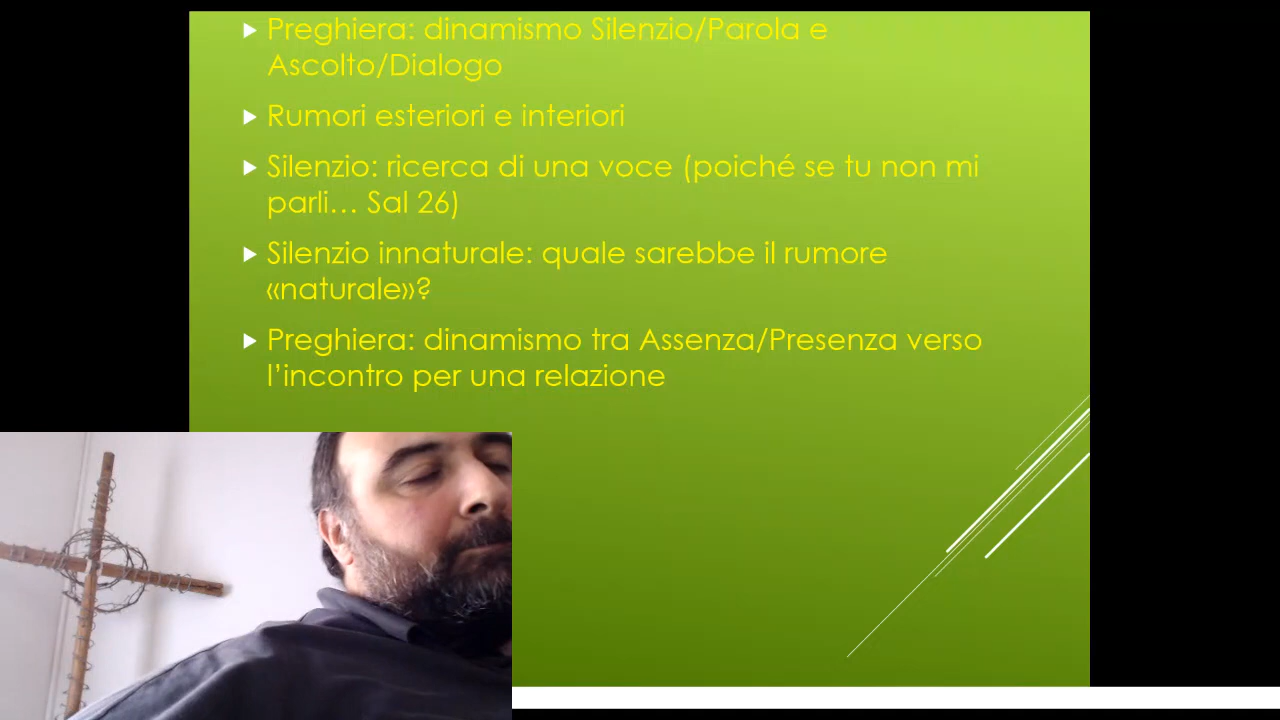 Preghiera: dinamismo Silenzio/Parola e
Ascolto/Dialogo
Rumori esteriori e interiori
Silenzio: ricerca di una voce (poiché se tu non mi
parli… Sal 26)
Silenzio innaturale: quale sarebbe il rumore
«naturale»?
Preghiera: dinamismo tra Assenza/Presenza verso
l’incontro per una relazione